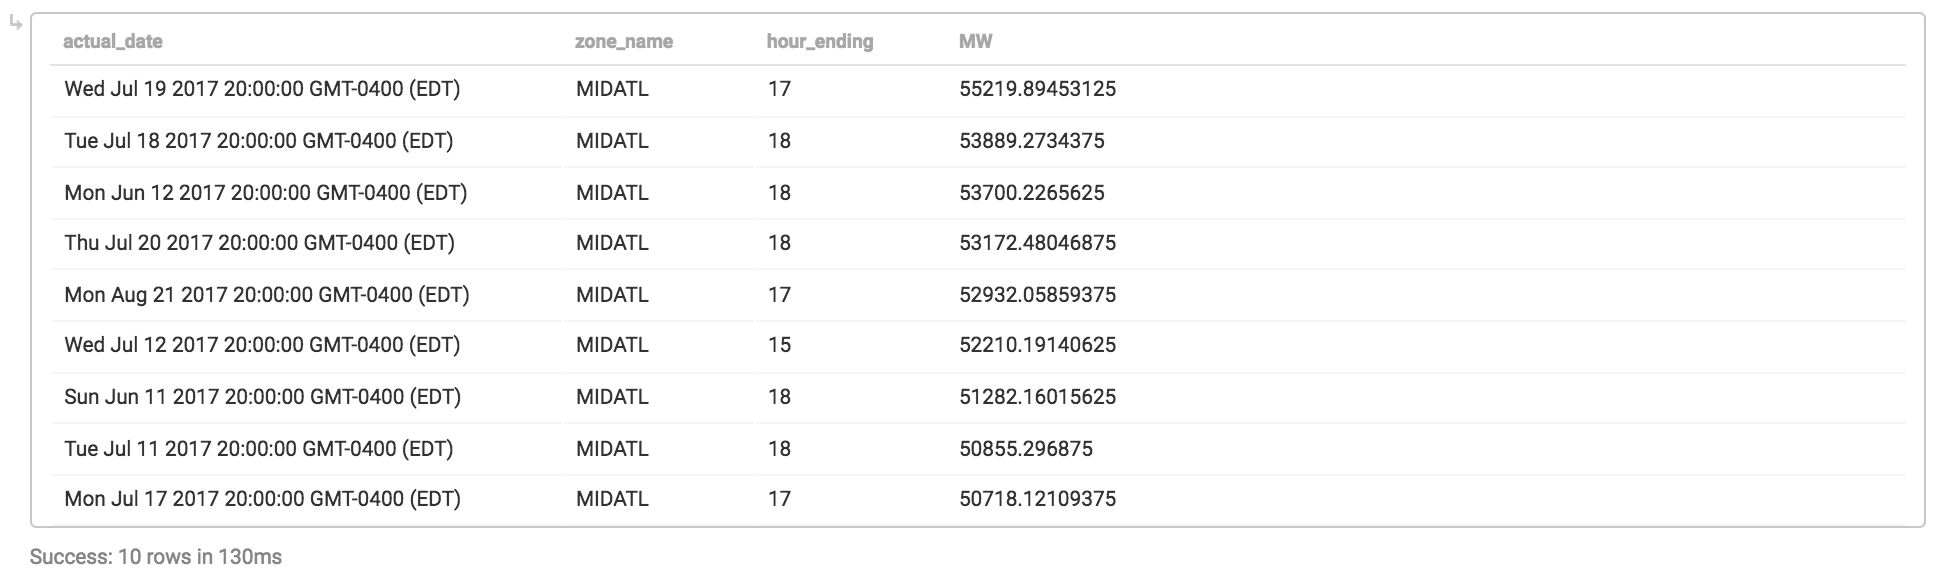 actual_date zone_name hour_ending MW
Wed Jul 19 2017 20:00:00 GMT-0400 (EDT) MIDATL 17 55219.89453125
Tue Jul 18 2017 20:00:00 GMT-0400 (EDT) MIDATL 18 53889.2734375
Mon Jun 12 2017 20:00:00 GMT-0400 (EDT) MIDATL 18 53700.2265625
Thu Jul 20 2017 20:00:00 GMT-0400 (EDT) MIDATL 18 53172.48046875
Mon Aug 21 2017 20:00:00 GMT-0400 (EDT) MIDATL 17 52932.05859375
Wed Jul 12 2017 20:00:00 GMT-0400 (EDT) MIDATL 15 52210.19140625
Sun Jun 11 2017 20:00:00 GMT-0400 (EDT) MIDATL 18 51282.16015625
Tue Jul 11 2017 20:00:00 GMT-0400 (EDT) MIDATL 18 50855.296875
Mon Jul 17 2017 20:00:00 GMT-0400 (EDT) MIDATL 17 50718.12109375
Success: 10 rows in 130ms